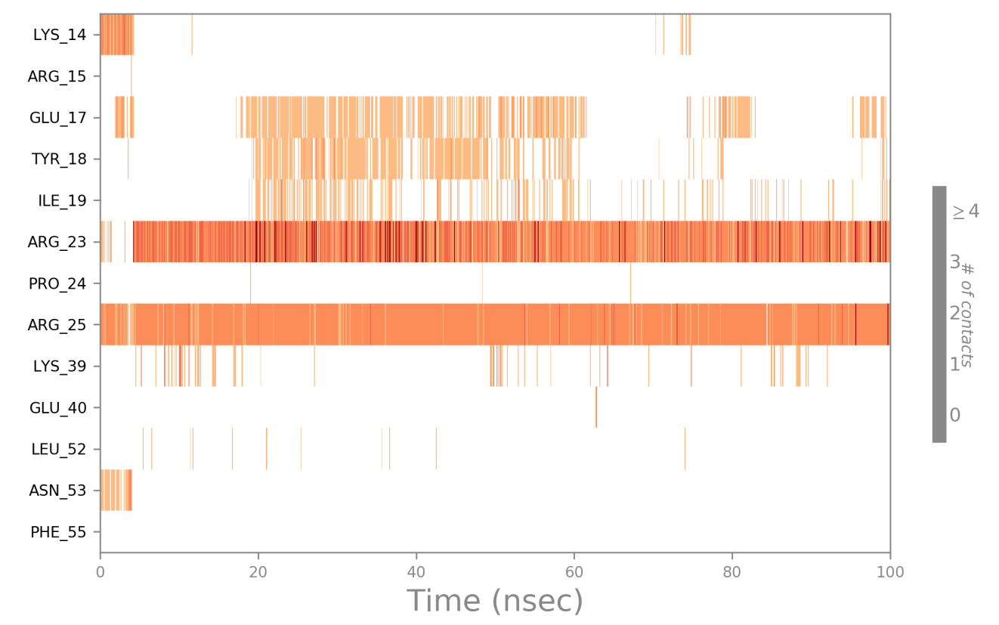 LYS_14
ARG_15
GLU_17
TYR_18
ILE_19
ARG_23
PRO_24
ARG_25
LYS_39
GLU_40
LEU_52
ASN_53
PHE_55
0 20 40 60 80 100
Time (nsec)
≥4
3
2
1
0
# of contacts